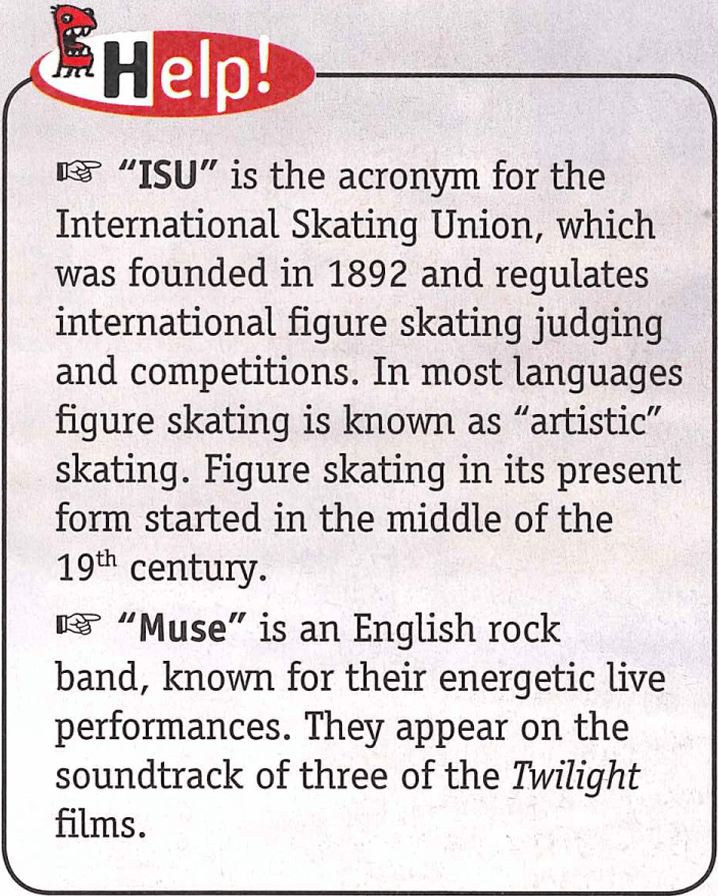 Help!
☞ “ISU” is the acronym for the
International Skating Union, which
was founded in 1892 and regulates
international figure skating judging
and competitions. In most languages
figure skating is known as “artistic”
skating. Figure skating in its present
form started in the middle of the
19th century.
☞ “Muse” is an English rock
band, known for their energetic live
performances. They appear on the
soundtrack of three of the Twilight
films.